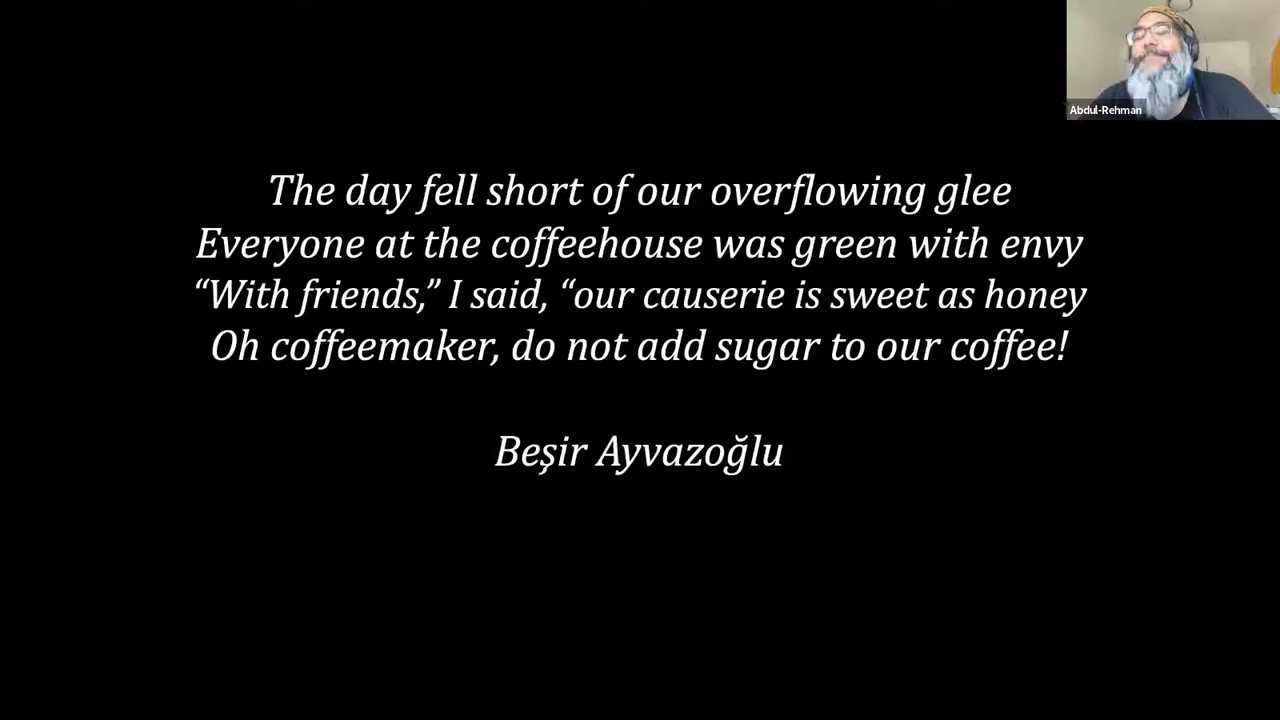 Abdul-Rehman
The day fell short of our overflowing glee
Everyone at the coffeehouse was green with envy
“With friends,” I said, “our causerie is sweet as honey
Oh coffeemaker, do not add sugar to our coffee!
Beşir Ayvazoğlu